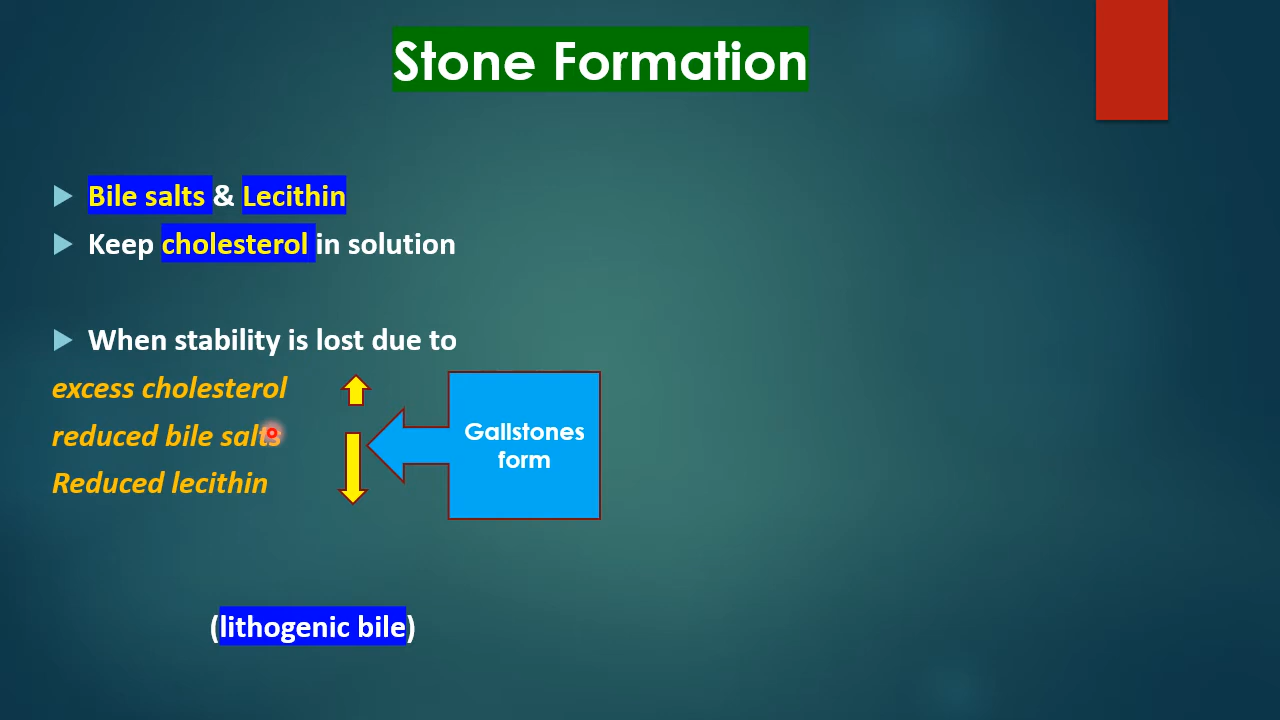 Stone Formation
Bile salts & Lecithin
Keep cholesterol in solution
When stability is lost due to
excess cholesterol
reduced bile salts
Reduced lecithin
Gallstones
form
(lithogenic bile)